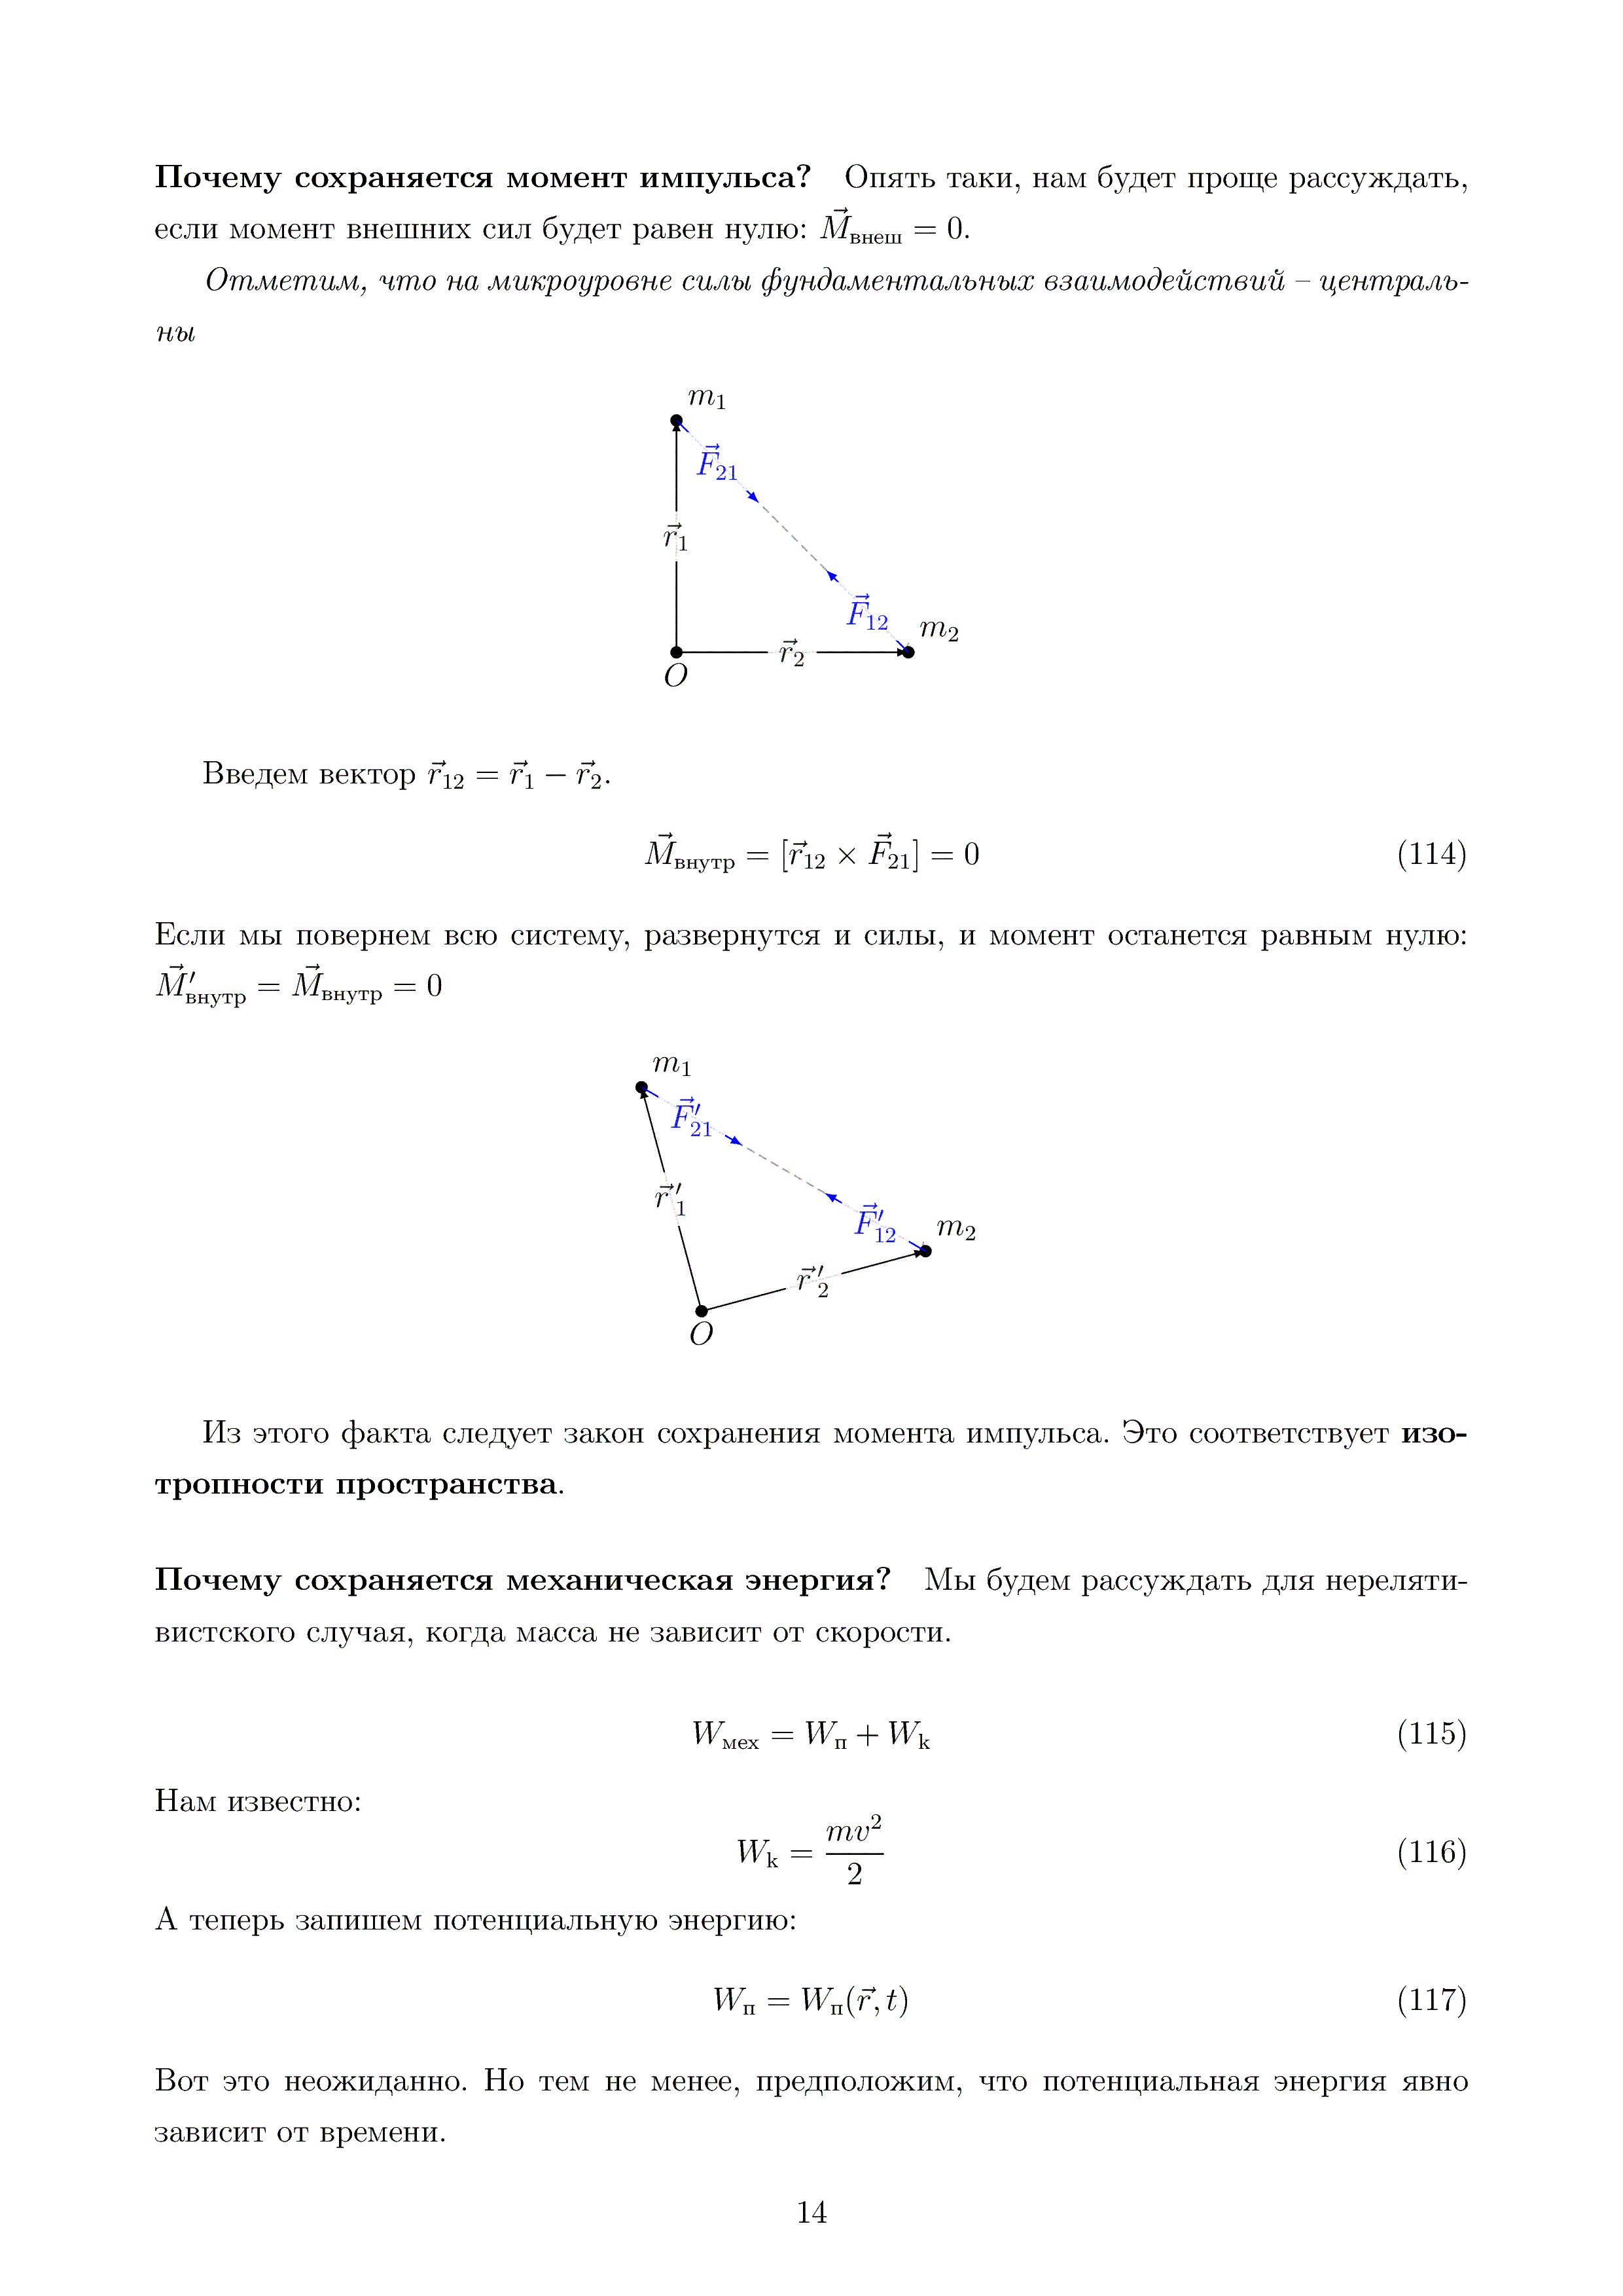 Почему сохраняется момент импульса? Опять таки, нам будет проще рассуждать,
если момент внешних сил будет равен нулю: $\vec{M}_{\text{внеш}} = 0$.
Отметим, что на микроуровне силы фундаментальных взаимодействий – централь-
ны
$m_1$
$\vec{F}_{21}$
$\vec{r}_1$
$\vec{F}_{12}$
$m_2$
$\vec{r}_2$
$O$
Введем вектор $\vec{r}_{12} = \vec{r}_1 - \vec{r}_2$.
$\vec{M}_{\text{внутр}} = [\vec{r}_{12} \times \vec{F}_{21}] = 0$ (114)
Если мы повернем всю систему, развернутся и силы, и момент останется равным нулю:
$\vec{M}'_{\text{внутр}} = \vec{M}_{\text{внутр}} = 0$
$m_1$
$\vec{F}'_{21}$
$\vec{r}\,'_1$
$\vec{F}'_{12}$
$m_2$
$\vec{r}\,'_2$
$O$
Из этого факта следует закон сохранения момента импульса. Это соответствует изо-
тропности пространства.
Почему сохраняется механическая энергия? Мы будем рассуждать для нереляти-
вистского случая, когда масса не зависит от скорости.
$W_{\text{мех}} = W_{\text{п}} + W_{\text{k}}$ (115)
Нам известно:
$W_{\text{k}} = \frac{mv^2}{2}$ (116)
А теперь запишем потенциальную энергию:
$W_{\text{п}} = W_{\text{п}}(\vec{r}, t)$ (117)
Вот это неожиданно. Но тем не менее, предположим, что потенциальная энергия явно
зависит от времени.
14